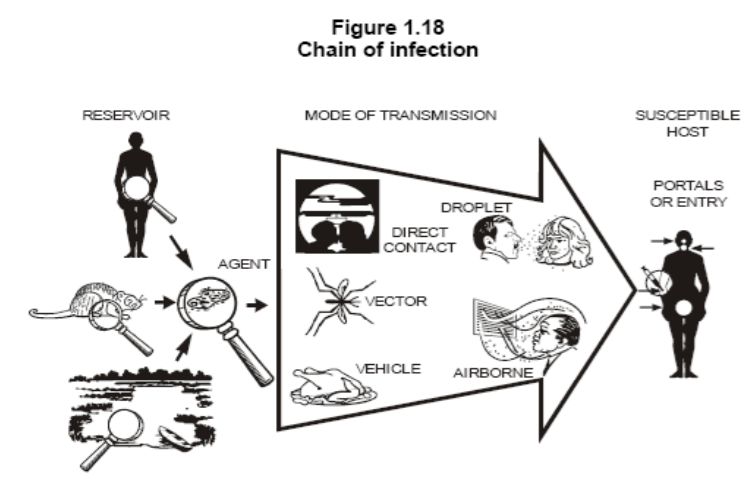 Figure 1.18
Chain of infection
RESERVOIR
MODE OF TRANSMISSION
SUSCEPTIBLE
HOST
PORTALS
OR ENTRY
AGENT
DIRECT
CONTACT
DROPLET
VECTOR
VEHICLE
AIRBORNE